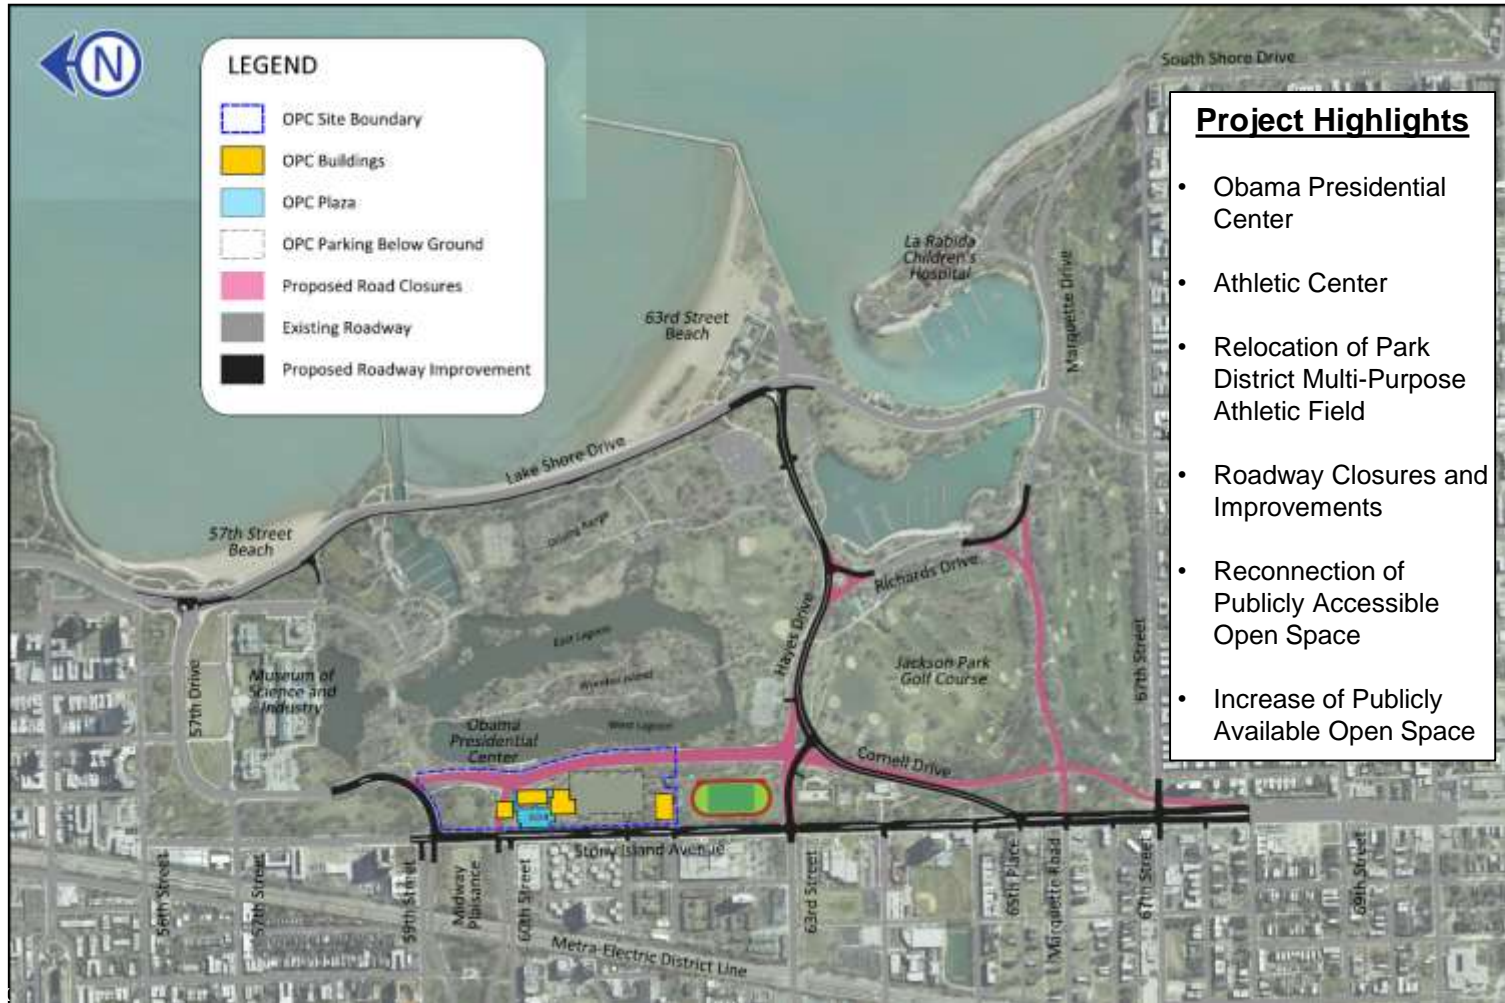 N
LEGEND
OPC Site Boundary
OPC Buildings
OPC Plaza
OPC Parking Below Ground
Proposed Road Closures
Existing Roadway
Proposed Roadway Improvement
South Shore Drive
Project Highlights
• Obama Presidential
Center
• Athletic Center
• Relocation of Park
District Multi-Purpose
Athletic Field
• Roadway Closures and
Improvements
• Reconnection of
Publicly Accessible
Open Space
• Increase of Publicly
Available Open Space
La Rabida
Children's
Hospital
Marquette Drive
63rd Street
Beach
Lake Shore Drive
57th Street
Beach
Driving Range
Richards Drive
East Lagoon
Hayes Drive
Wooded Island
Jackson Park
Golf Course
67th Street
57th Drive
Museum of
Science and
Industry
West Lagoon
Obama
Presidential
Center
Cornell Drive
Stony Island Avenue
56th Street
57th Street
59th Street
Midway
Plaisance
60th Street
63rd Street
65th Place
Marquette Road
67th Street
69th Street
Metra Electric District Line